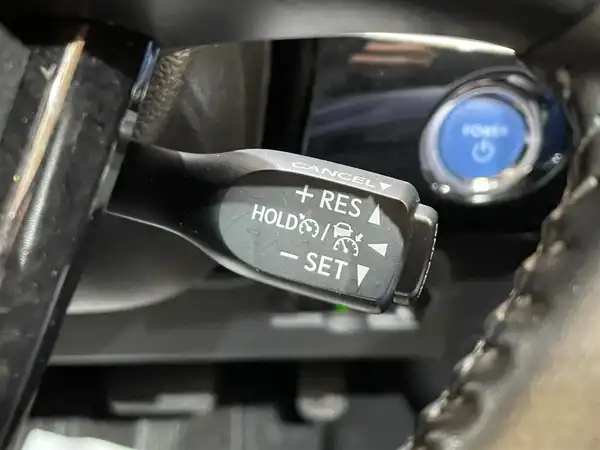 CANCEL▼
+RES▲
HOLD / ◀
−SET▼
POWER